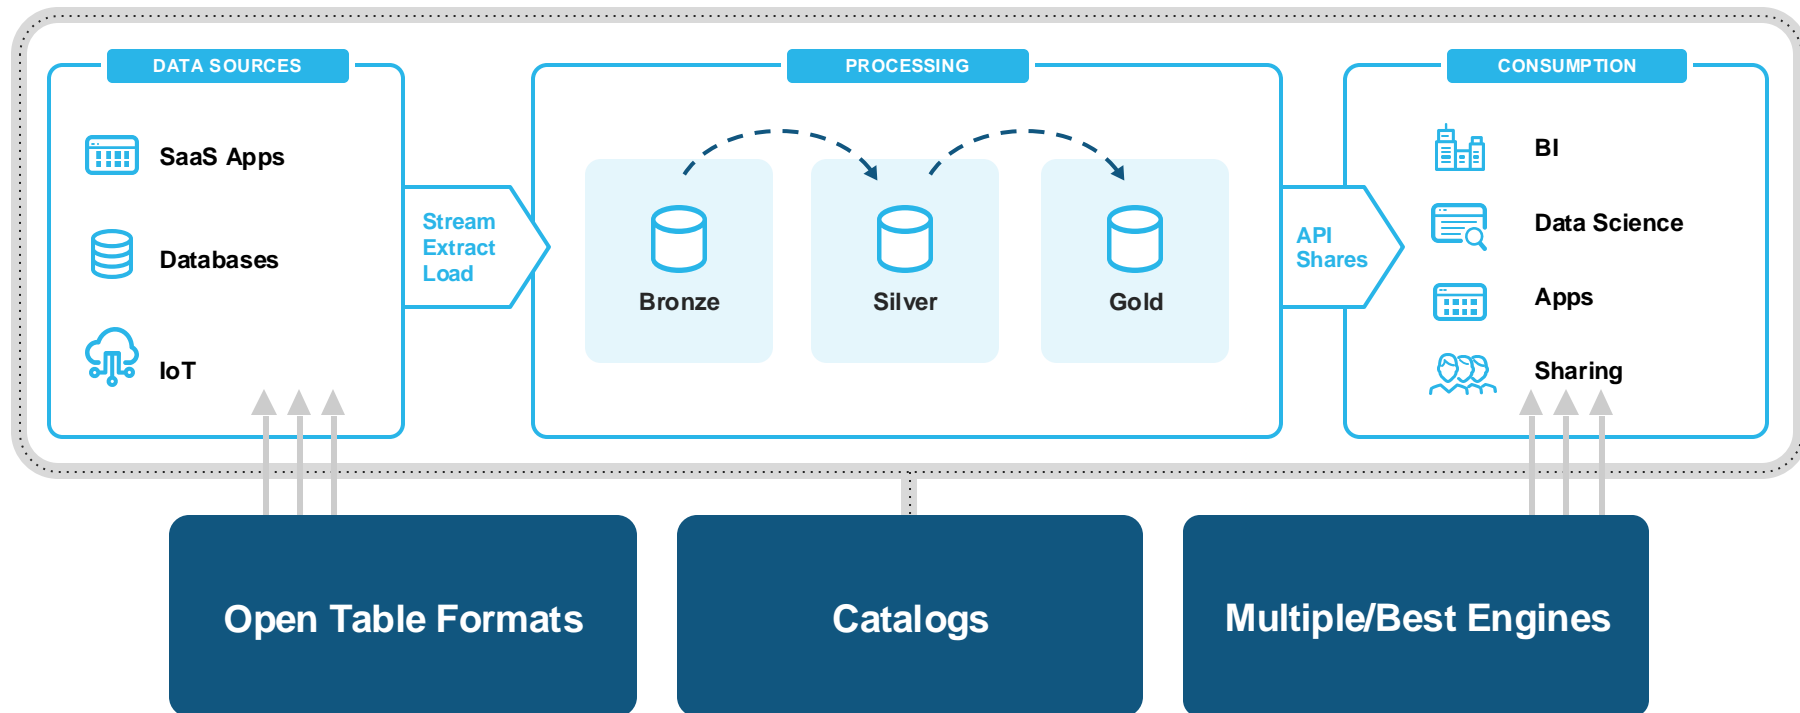 DATA SOURCES
SaaS Apps
Databases
IoT
Stream
Extract
Load
PROCESSING
Bronze
Silver
Gold
API
Shares
CONSUMPTION
BI
Data Science
Apps
Sharing
Open Table Formats
Catalogs
Multiple/Best Engines